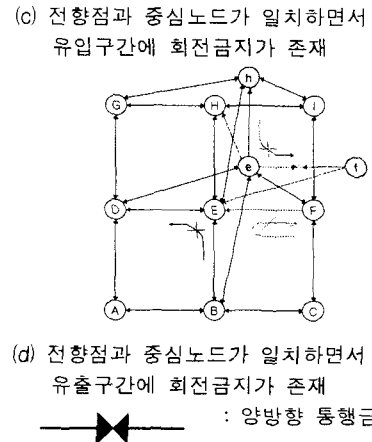 (c) 전향점과 중심노드가 일치하면서
유입구간에 회전금지가 존재
h
G H I
e f
D E F
A B C
(d) 전향점과 중심노드가 일치하면서
유출구간에 회전금지가 존재
: 양방향 통행금